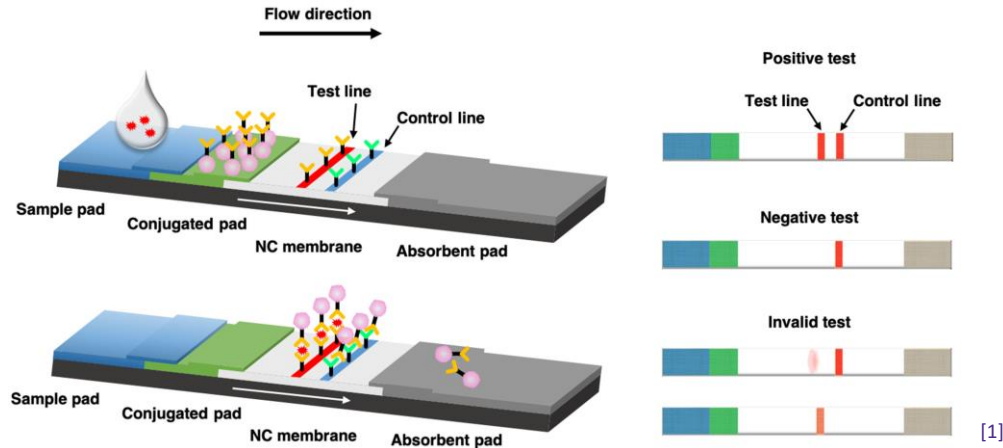 Flow direction
Test line
Control line
Sample pad
Conjugated pad
NC membrane
Absorbent pad
Sample pad
Conjugated pad
NC membrane
Absorbent pad
Positive test
Test line
Control line
Negative test
Invalid test
[1]